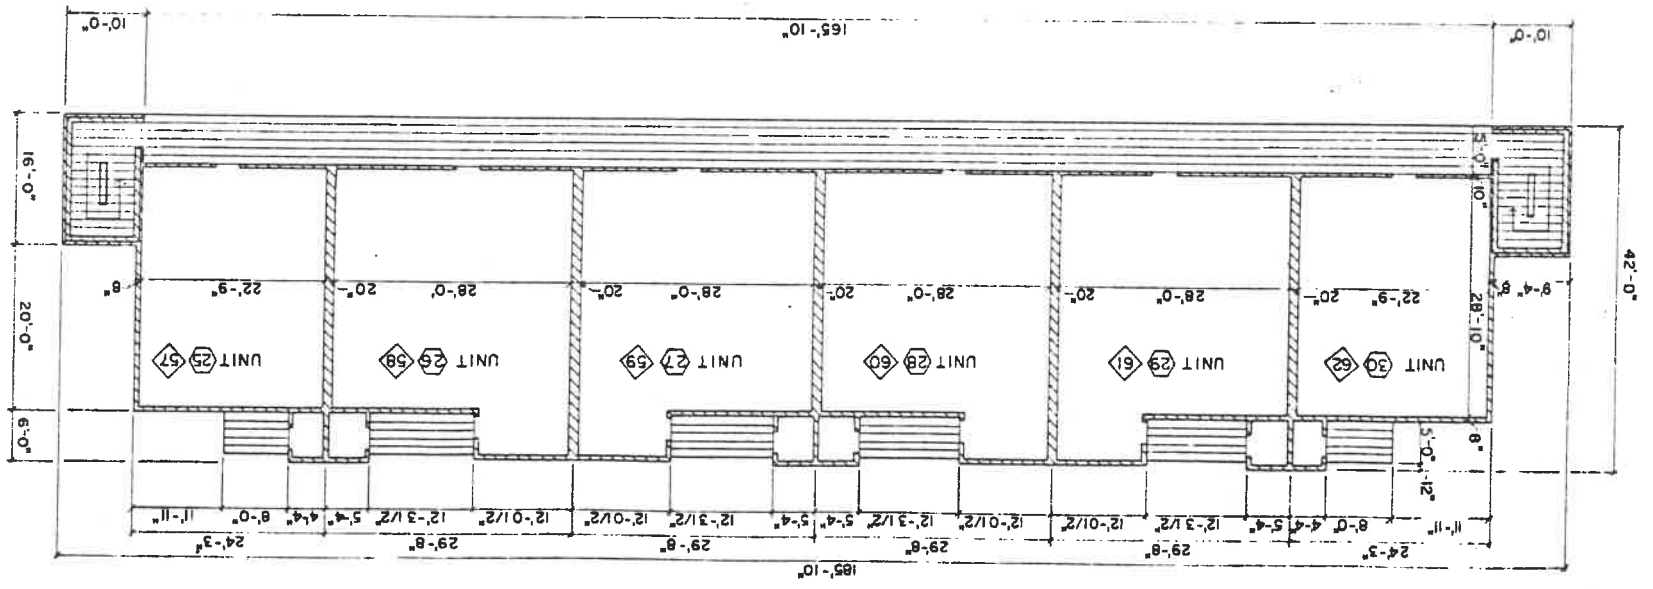 185'-10"
24'-3" 29'-8" 29'-8" 29'-8" 29'-8" 24'-3"
11'-11" 8'-0" 4'-4" 5'-4" 12'-3 1/2" 12'-0 1/2" 12'-0 1/2" 12'-3 1/2" 5'-4" 5'-4" 12'-3 1/2" 12'-0 1/2" 12'-0 1/2" 12'-3 1/2" 5'-4" 4'-4" 8'-0" 11'-11"
12"
5'-0"
8"
6'-0"
UNIT 30 62
UNIT 29 61
UNIT 28 60
UNIT 27 59
UNIT 26 58
UNIT 25 57
42'-0"
28'-10"
20'-0"
9'-4" 8" 22'-9" 20" 28'-0" 20" 28'-0" 20" 28'-0" 20" 28'-0" 20" 22'-9" 8"
10"
5'-0"
16'-0"
10'-0" 165'-10" 10'-0"